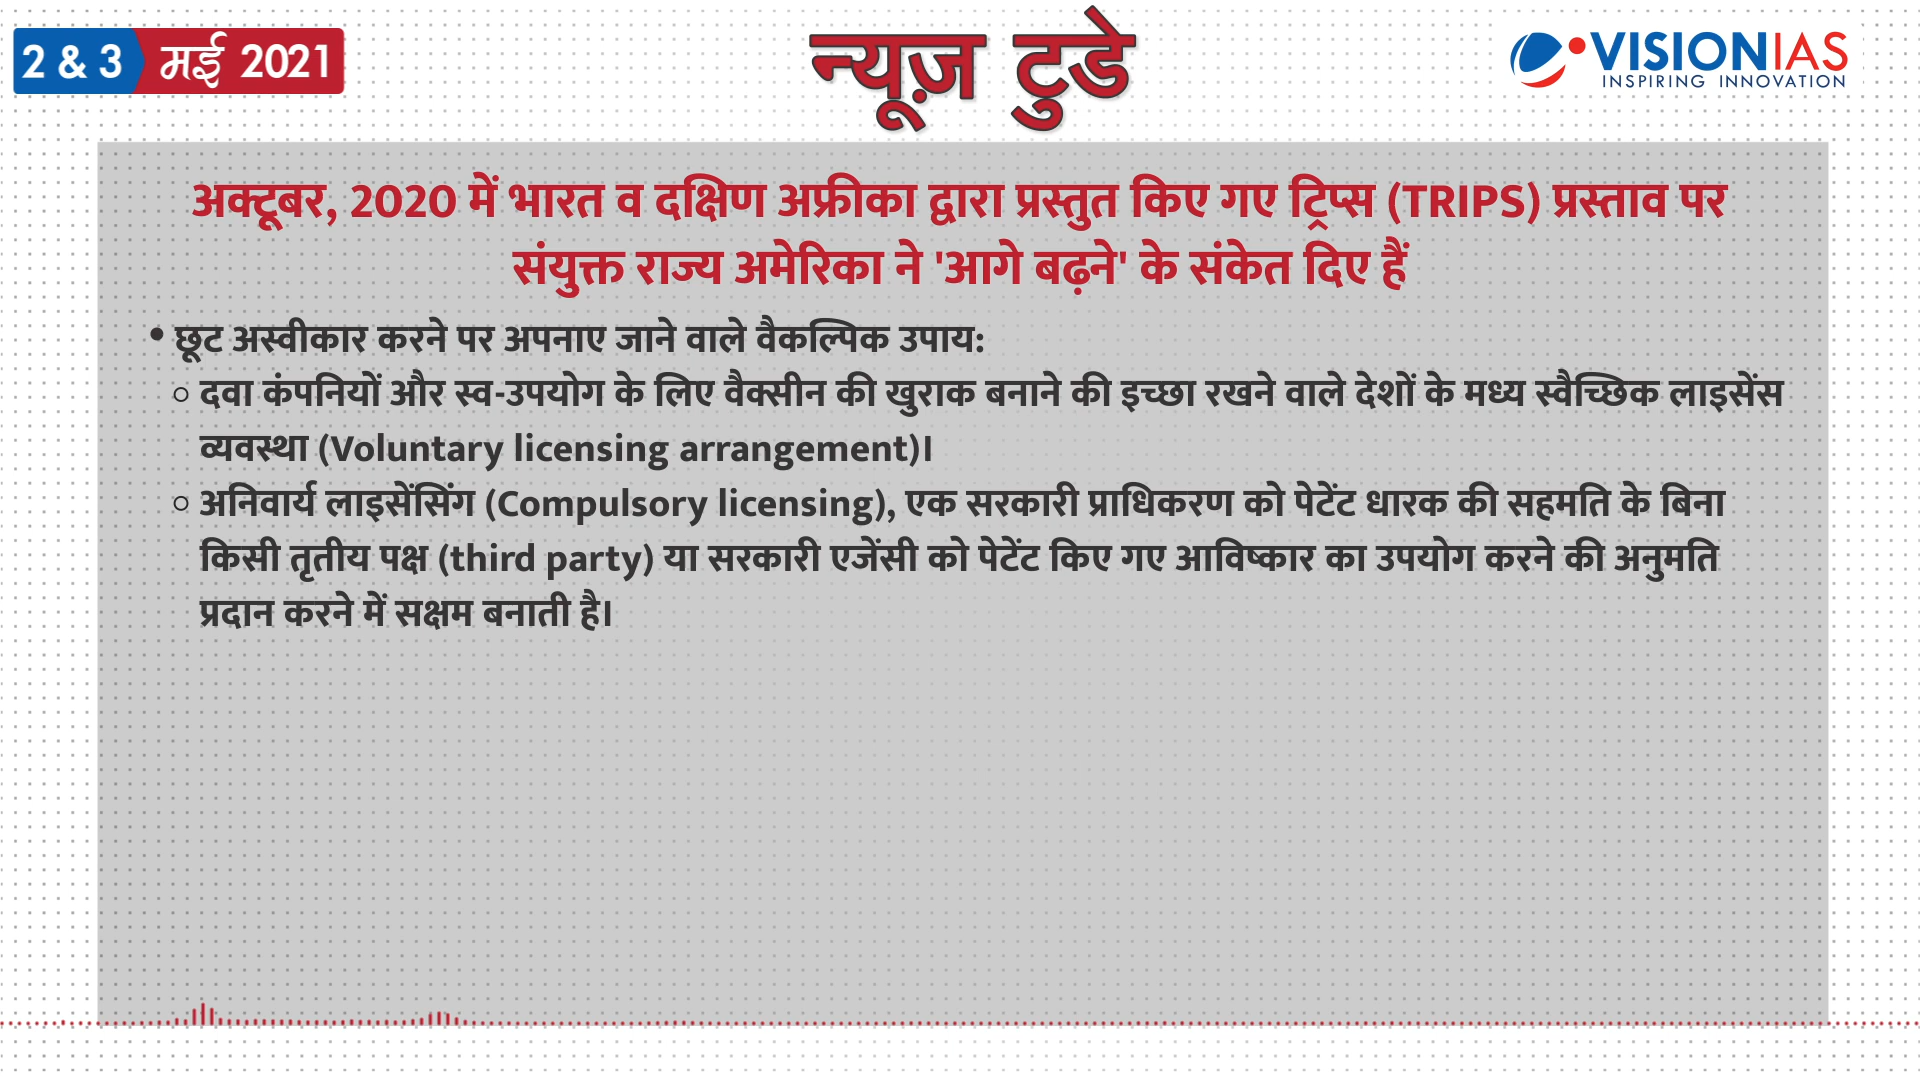 2 & 3 मई 2021
न्यूज़ टुडे
VISIONIAS
INSPIRING INNOVATION
अक्टूबर, 2020 में भारत व दक्षिण अफ्रीका द्वारा प्रस्तुत किए गए ट्रिप्स (TRIPS) प्रस्ताव पर
संयुक्त राज्य अमेरिका ने 'आगे बढ़ने' के संकेत दिए हैं
• छूट अस्वीकार करने पर अपनाए जाने वाले वैकल्पिक उपाय:
○ दवा कंपनियों और स्व-उपयोग के लिए वैक्सीन की खुराक बनाने की इच्छा रखने वाले देशों के मध्य स्वैच्छिक लाइसेंस
व्यवस्था (Voluntary licensing arrangement)।
○ अनिवार्य लाइसेंसिंग (Compulsory licensing), एक सरकारी प्राधिकरण को पेटेंट धारक की सहमति के बिना
किसी तृतीय पक्ष (third party) या सरकारी एजेंसी को पेटेंट किए गए आविष्कार का उपयोग करने की अनुमति
प्रदान करने में सक्षम बनाती है।